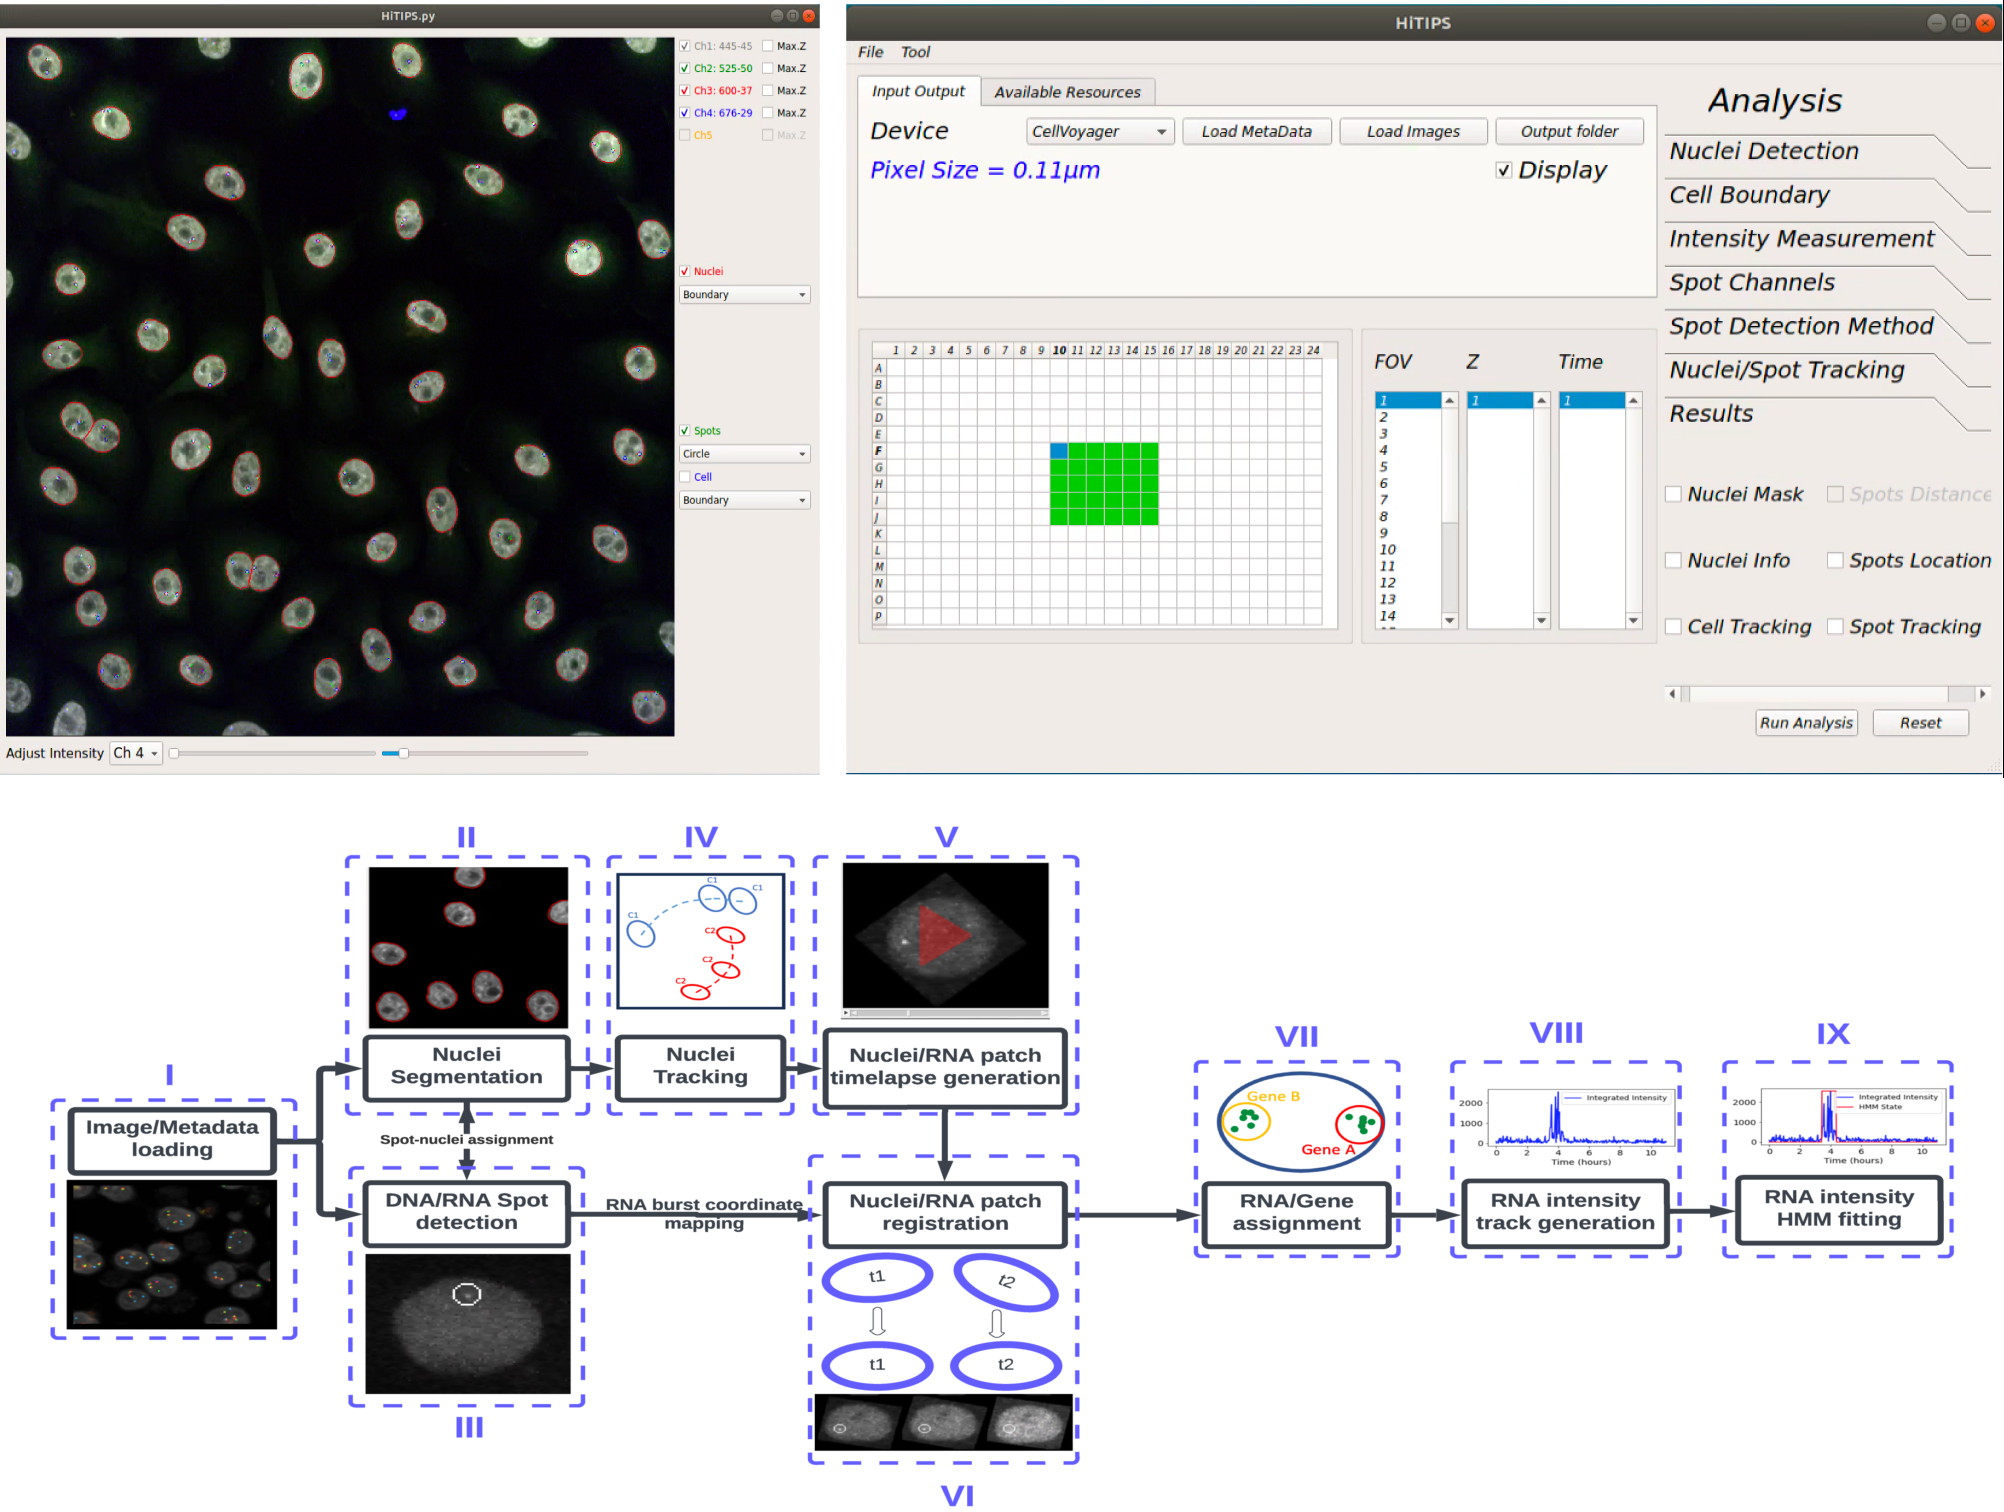 HiTIPS.py
Ch1: 445-45 Max.Z
Ch2: 525-50 Max.Z
Ch3: 600-37 Max.Z
Ch4: 676-29 Max.Z
Ch5 Max.Z
Nuclei
Boundary
Spots
Circle
Cell
Boundary
Adjust Intensity Ch 4
HiTIPS
File Tool
Input Output Available Resources
Device CellVoyager Load MetaData Load Images Output folder
Pixel Size = 0.11µm Display
1 2 3 4 5 6 7 8 9 10 11 12 13 14 15 16 17 18 19 20 21 22 23 24
A
B
C
D
E
F
G
H
I
J
K
L
M
N
O
P
FOV Z Time
1 1 1
2
3
4
5
6
7
8
9
10
11
12
13
14
Analysis
Nuclei Detection
Cell Boundary
Intensity Measurement
Spot Channels
Spot Detection Method
Nuclei/Spot Tracking
Results
Nuclei Mask Spots Distance
Nuclei Info Spots Location
Cell Tracking Spot Tracking
Run Analysis Reset
I
Image/Metadata
loading
II
Nuclei
Segmentation
Spot-nuclei assignment
DNA/RNA Spot
detection
III
IV
C1
C1
C1
C2
C2
C2
Nuclei
Tracking
V
Nuclei/RNA patch
timelapse generation
RNA burst coordinate
mapping
Nuclei/RNA patch
registration
t1 t2
t1 t2
VI
VII
Gene B
Gene A
RNA/Gene
assignment
VIII
Integrated Intensity
2000
1000
0
0 2 4 6 8 10
Time (hours)
RNA intensity
track generation
IX
Integrated Intensity
HMM State
2000
1000
0
0 2 4 6 8 10
Time (hours)
RNA intensity
HMM fitting